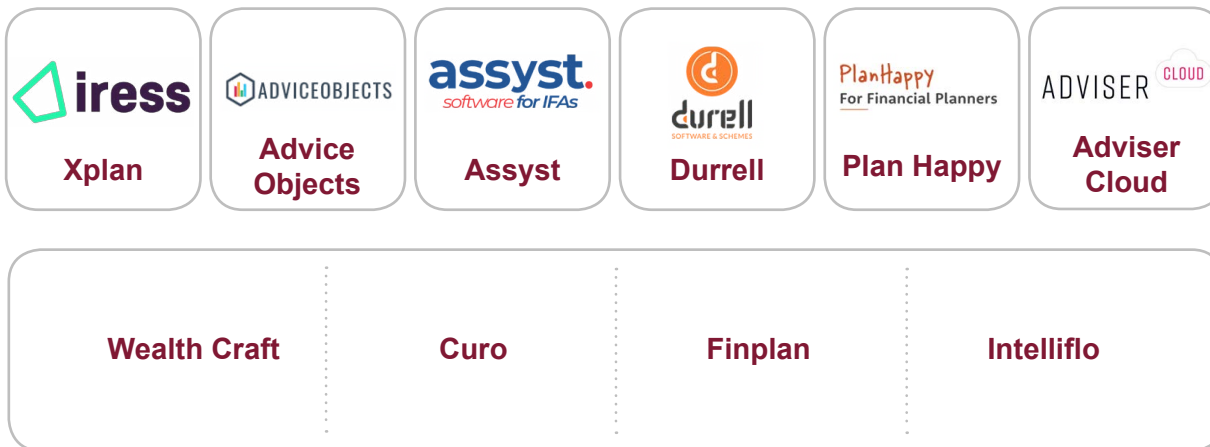 iress
Xplan
ADVICEOBJECTS
Advice
Objects
assyst.
software for IFAs
Assyst
durell
SOFTWARE & SCHEMES
Durrell
PlanHappy
For Financial Planners
Plan Happy
ADVISER CLOUD
Adviser
Cloud
Wealth Craft
Curo
Finplan
Intelliflo